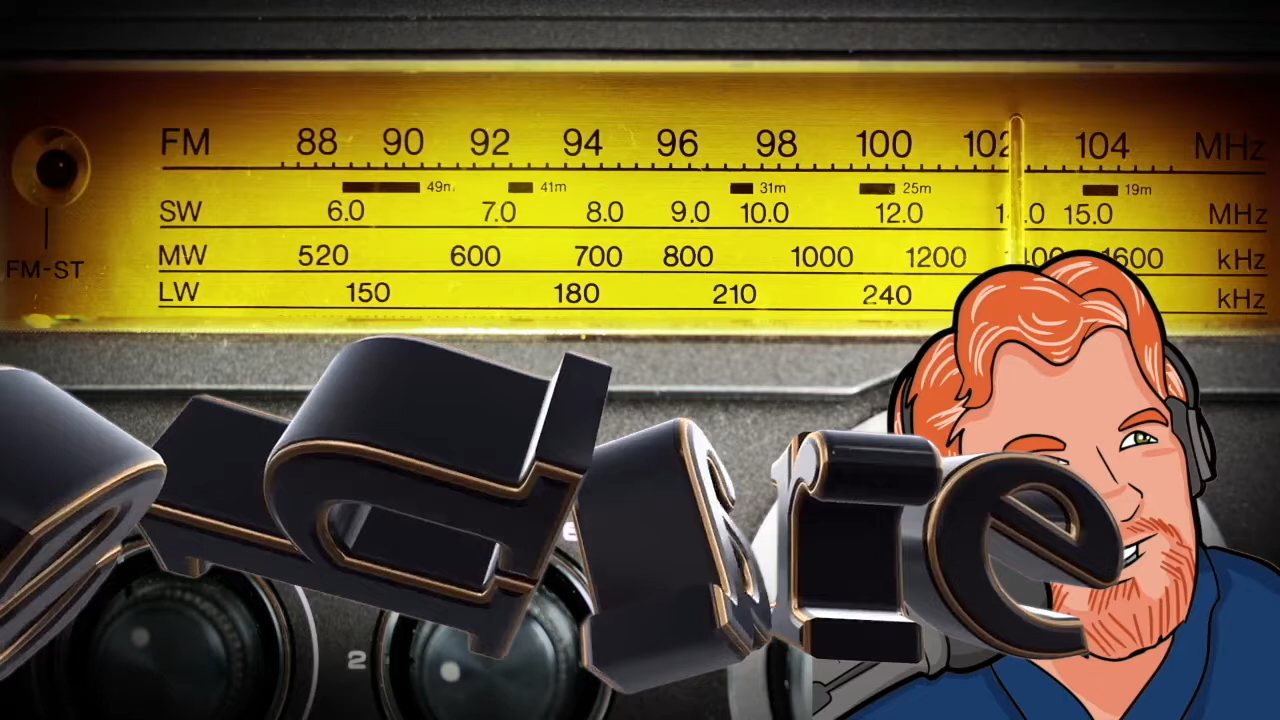 FM 88 90 92 94 96 98 100 102 104 MHz
49m 41m 31m 25m 19m
SW 6.0 7.0 8.0 9.0 10.0 12.0 15.0 MHz
MW 520 600 700 800 1000 1200 1600 kHz
FM-ST
LW 150 180 210 240 kHz
2